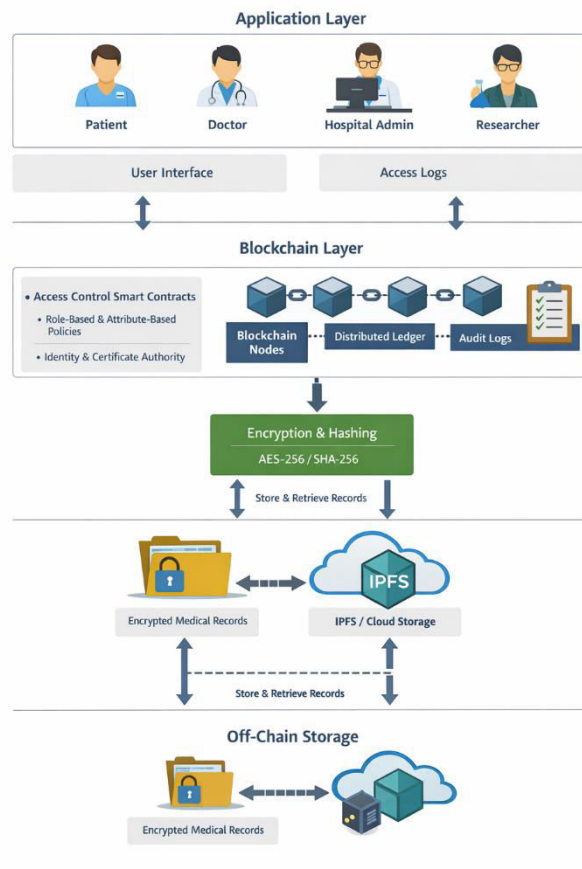 Application Layer
Patient
Doctor
Hospital Admin
Researcher
User Interface
Access Logs
Blockchain Layer
• Access Control Smart Contracts
• Role-Based & Attribute-Based
Policies
• Identity & Certificate Authority
Blockchain
Nodes
Distributed Ledger
Audit Logs
Encryption & Hashing
AES-256 / SHA-256
Store & Retrieve Records
IPFS
Encrypted Medical Records
IPFS / Cloud Storage
Store & Retrieve Records
Off-Chain Storage
Encrypted Medical Records